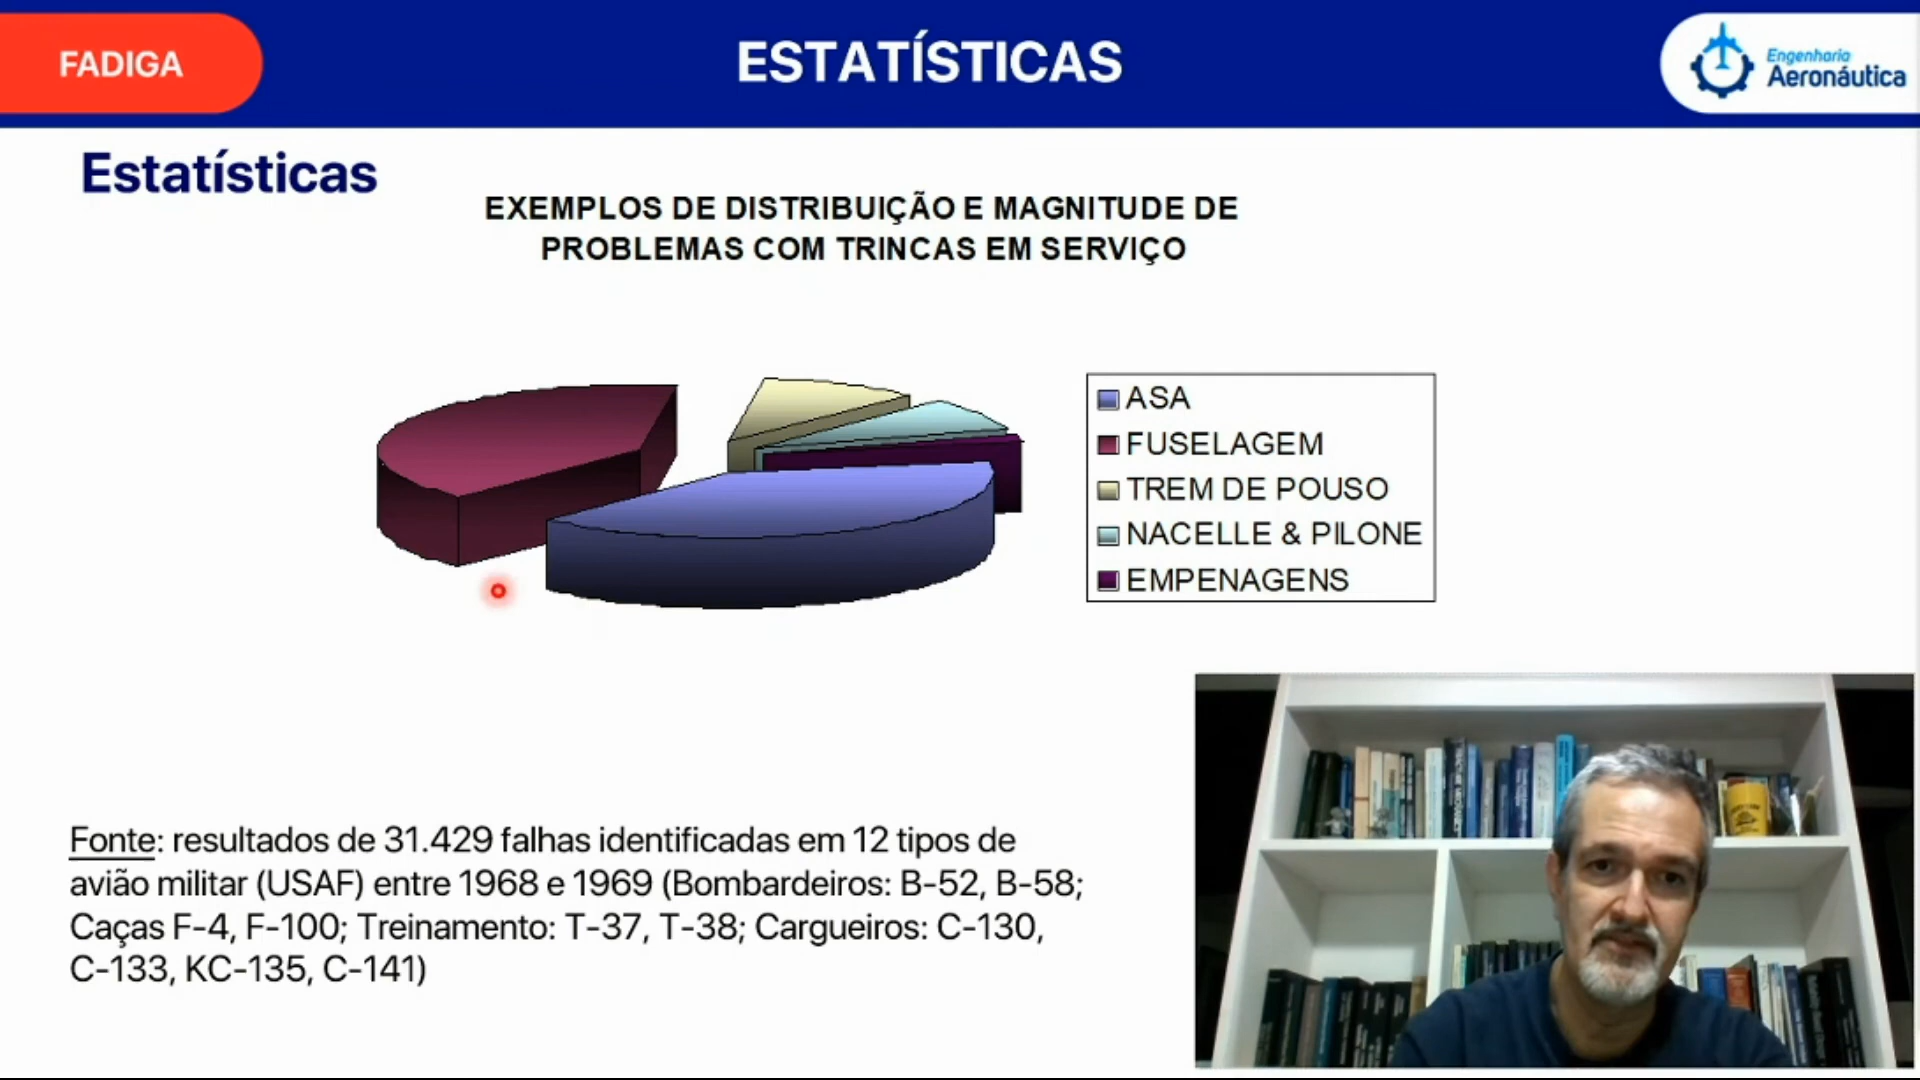 FADIGA
ESTATÍSTICAS
Engenharia
Aeronáutica
Estatísticas
EXEMPLOS DE DISTRIBUIÇÃO E MAGNITUDE DE
PROBLEMAS COM TRINCAS EM SERVIÇO
ASA
FUSELAGEM
TREM DE POUSO
NACELLE & PILONE
EMPENAGENS
Fonte: resultados de 31.429 falhas identificadas em 12 tipos de
avião militar (USAF) entre 1968 e 1969 (Bombardeiros: B-52, B-58;
Caças F-4, F-100; Treinamento: T-37, T-38; Cargueiros: C-130,
C-133, KC-135, C-141)